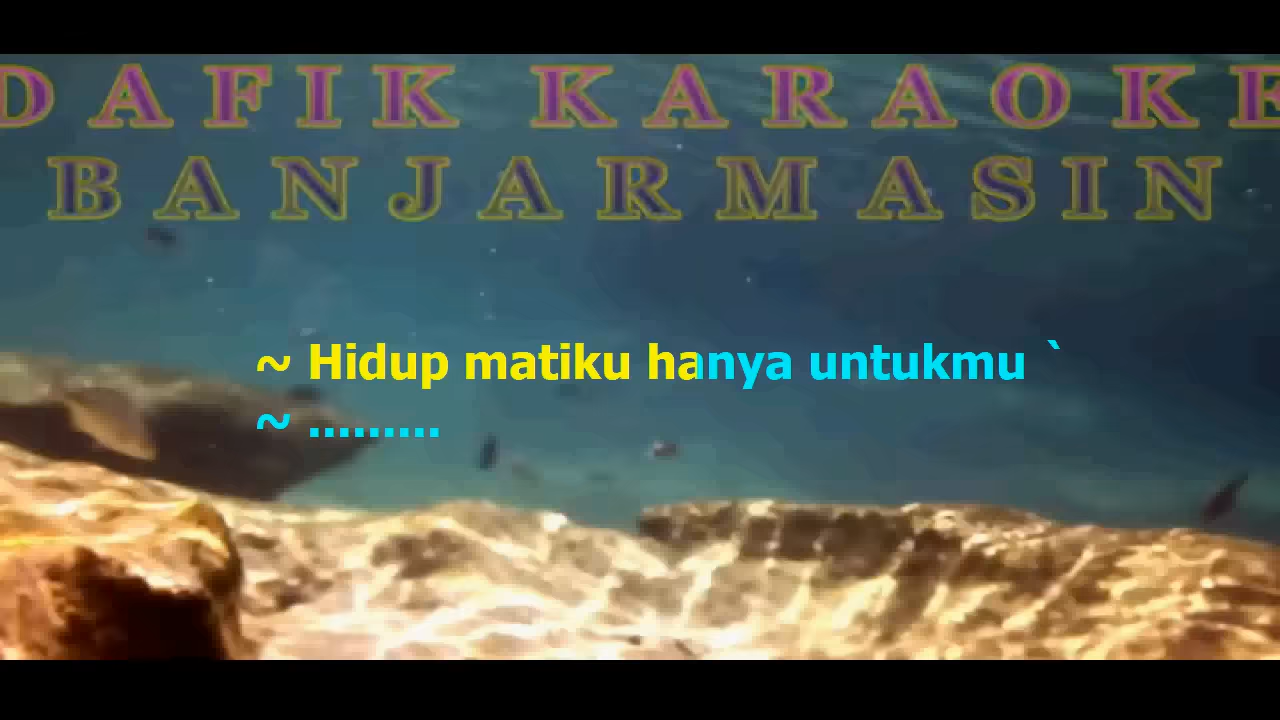 DAFIK KARAOKE
BANJARMASIN
~ Hidup matiku hanya untukmu `
~ .........